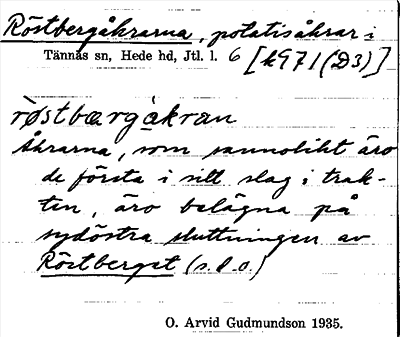 Röstbergåkrarna, potatisåkrar i
Tännäs sn, Hede hd, Jtl. l. 6 [k971 (D3)]
røstbærgåkran
Åkrarna, som sannolikt äro
de första i sitt slag i trak-
ten, äro belägna på
sydöstra sluttningen av
Röstberget (s.d.o.)
O. Arvid Gudmundson 1935.